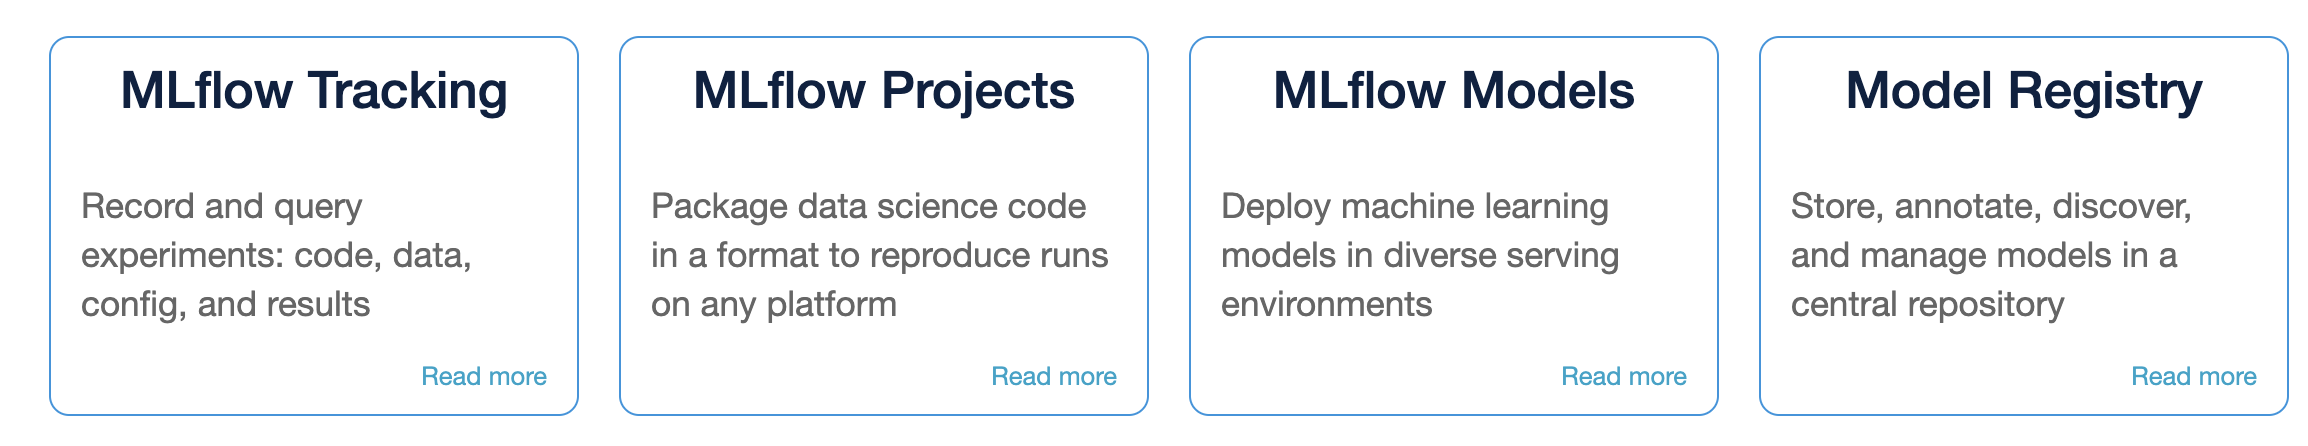 MLflow Tracking
Record and query
experiments: code, data,
config, and results
Read more
MLflow Projects
Package data science code
in a format to reproduce runs
on any platform
Read more
MLflow Models
Deploy machine learning
models in diverse serving
environments
Read more
Model Registry
Store, annotate, discover,
and manage models in a
central repository
Read more